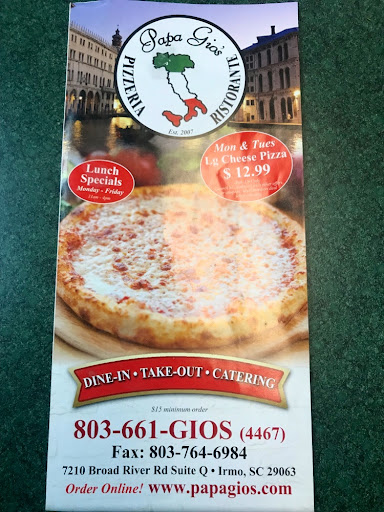 Papa Gio's
PIZZERIA
RISTORANTE
Est. 2007
Lunch
Specials
Monday - Friday
11am - 4pm
Mon & Tues
Lg Cheese Pizza
$ 12.99
DINE-IN • TAKE-OUT • CATERING
$15 minimum order
803-661-GIOS (4467)
Fax: 803-764-6984
7210 Broad River Rd Suite Q • Irmo, SC 29063
Order Online! www.papagios.com